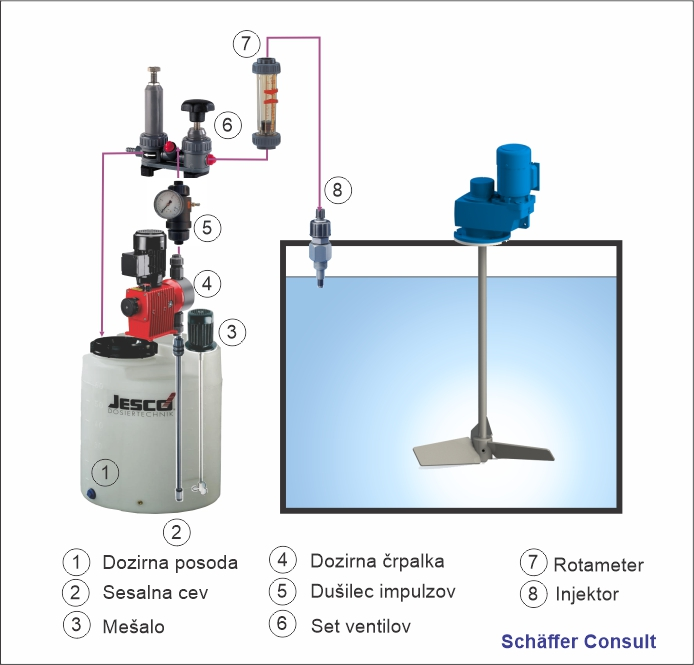 7
6
8
5
4
3
JESCO
DOSIERTECHNIK
1
2
1 Dozirna posoda
2 Sesalna cev
3 Mešalo
4 Dozirna črpalka
5 Dušilec impulzov
6 Set ventilov
7 Rotameter
8 Injektor
Schäffer Consult